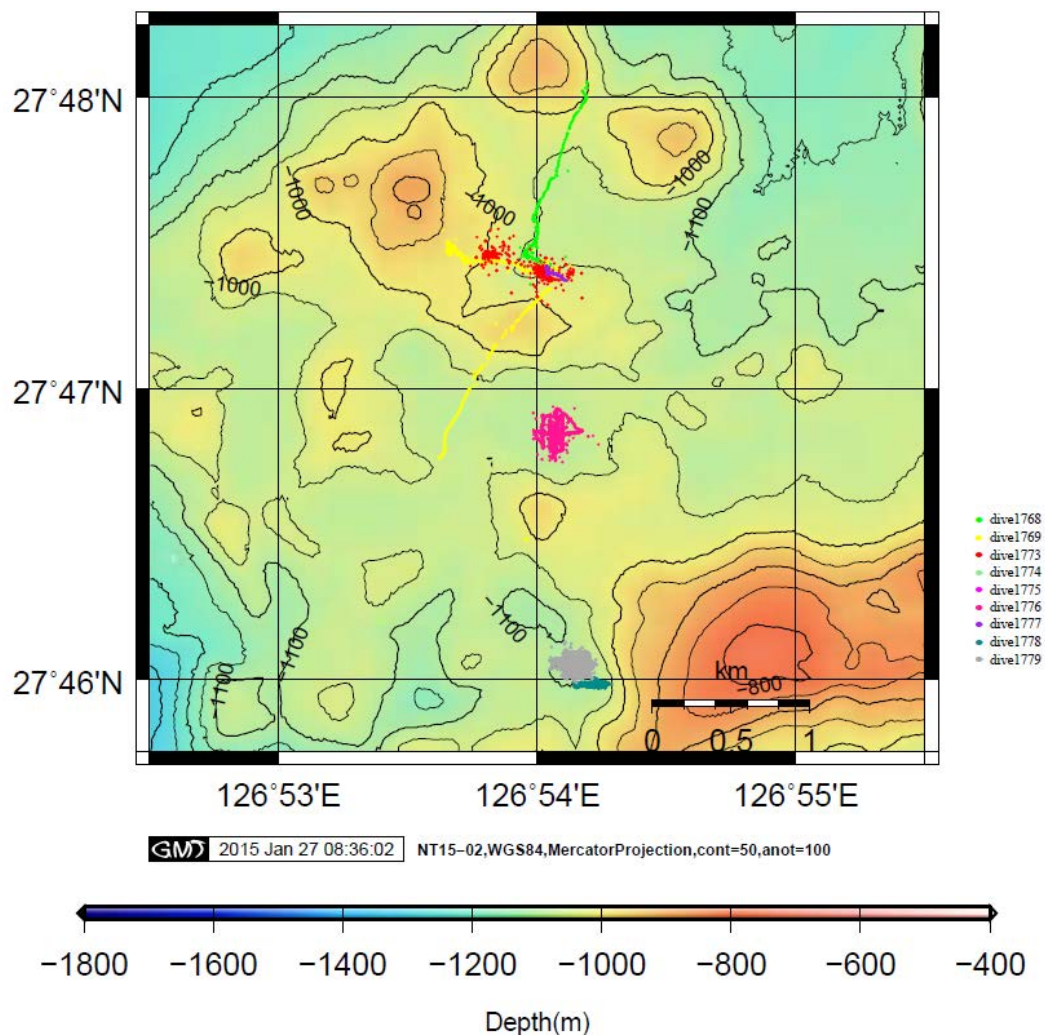 27°48'N
27°47'N
27°46'N
−1000
−1000
−1000
−1000
−1100
−1100
−1100
−1100
−800
km
0 0.5 1
dive1768
dive1769
dive1773
dive1774
dive1775
dive1776
dive1777
dive1778
dive1779
126°53'E 126°54'E 126°55'E
GMT 2015 Jan 27 08:36:02 NT15−02,WGS84,MercatorProjection,cont=50,anot=100
−1800 −1600 −1400 −1200 −1000 −800 −600 −400
Depth(m)